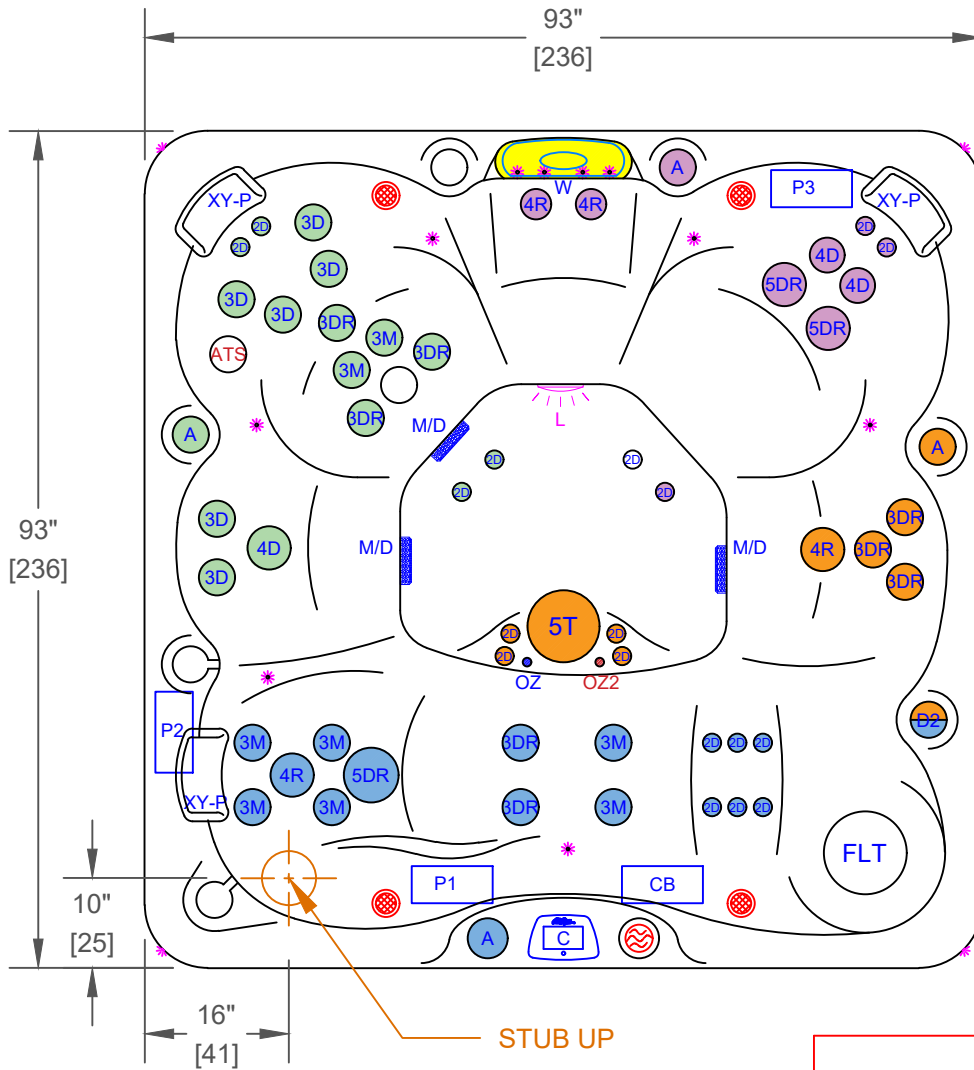 93"
[236]
W
A
P3
XY-P
XY-P
4R
4R
2D
3D
2D
2D
2D
3D
4D
5DR
4D
3D
3D
3DR
5DR
3M
3DR
ATS
3M
3DR
L
M/D
A
A
2D
2D
2D
2D
93"
[236]
3D
4D
3D
M/D
M/D
4R
3DR
3DR
3DR
5T
2D
2D
2D
2D
OZ
OZ2
P2
D2
3M
3M
4R
5DR
3M
3M
XY-P
3DR
3M
3DR
3M
2D
2D
2D
2D
2D
2D
FLT
P1
CB
10"
[25]
A
C
16"
[41]
STUB UP